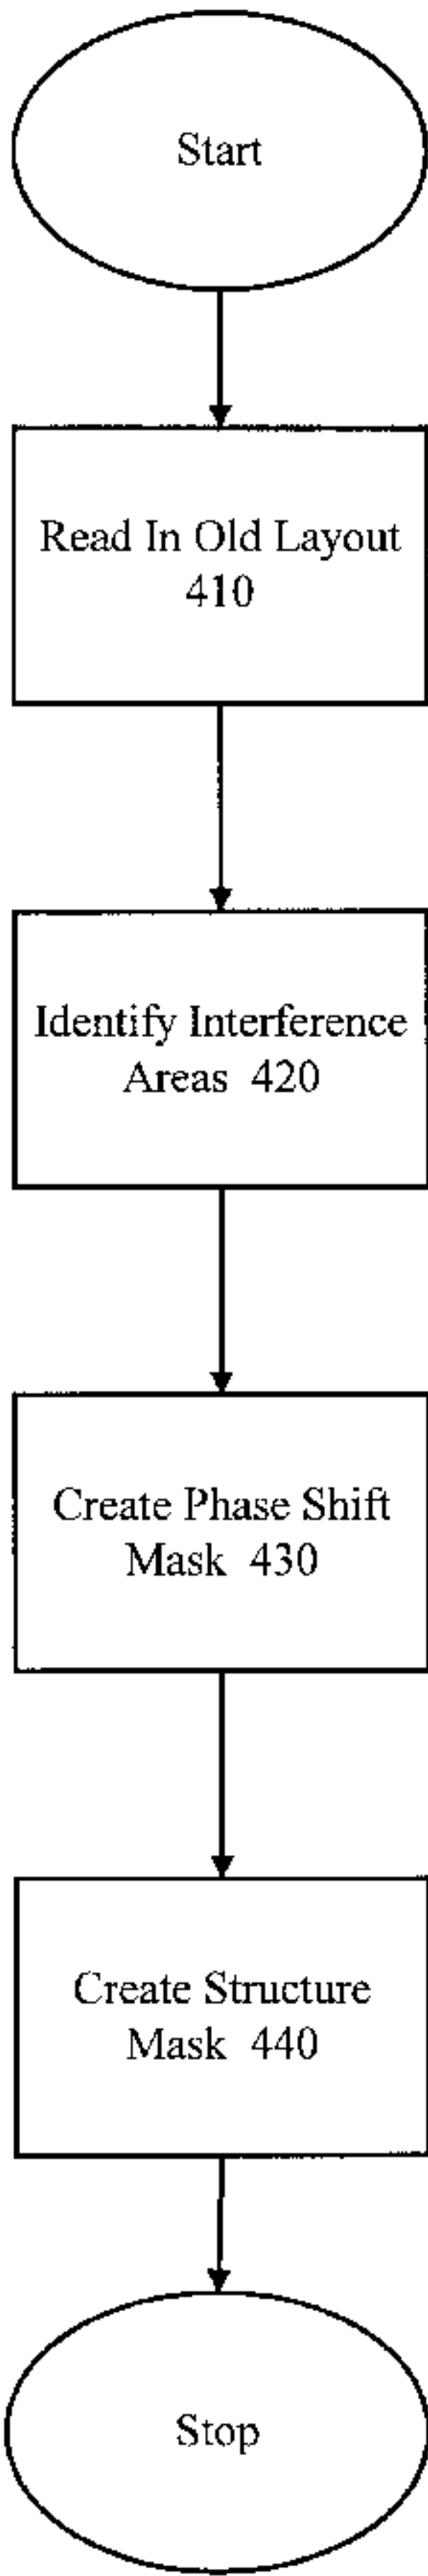 Start
Read In Old Layout
410
Identify Interference
Areas 420
Create Phase Shift
Mask 430
Create Structure
Mask 440
Stop